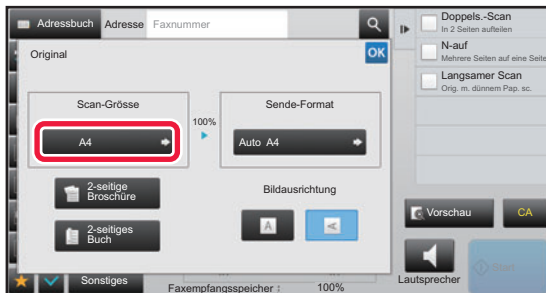 Adressbuch
Adresse
Faxnummer
Original
OK
Scan-Grösse
100%
Sende-Format
A4
Auto A4
2-seitige
Broschüre
2-seitiges
Buch
Bildausrichtung
A
A
Sonstiges
Faxempfangsspeicher :
100%
Doppels.-Scan
In 2 Seiten aufteilen
N-auf
Mehrere Seiten auf eine Seite
Langsamer Scan
Orig. m. dünnem Pap. sc.
Vorschau
CA
Lautsprecher
Start